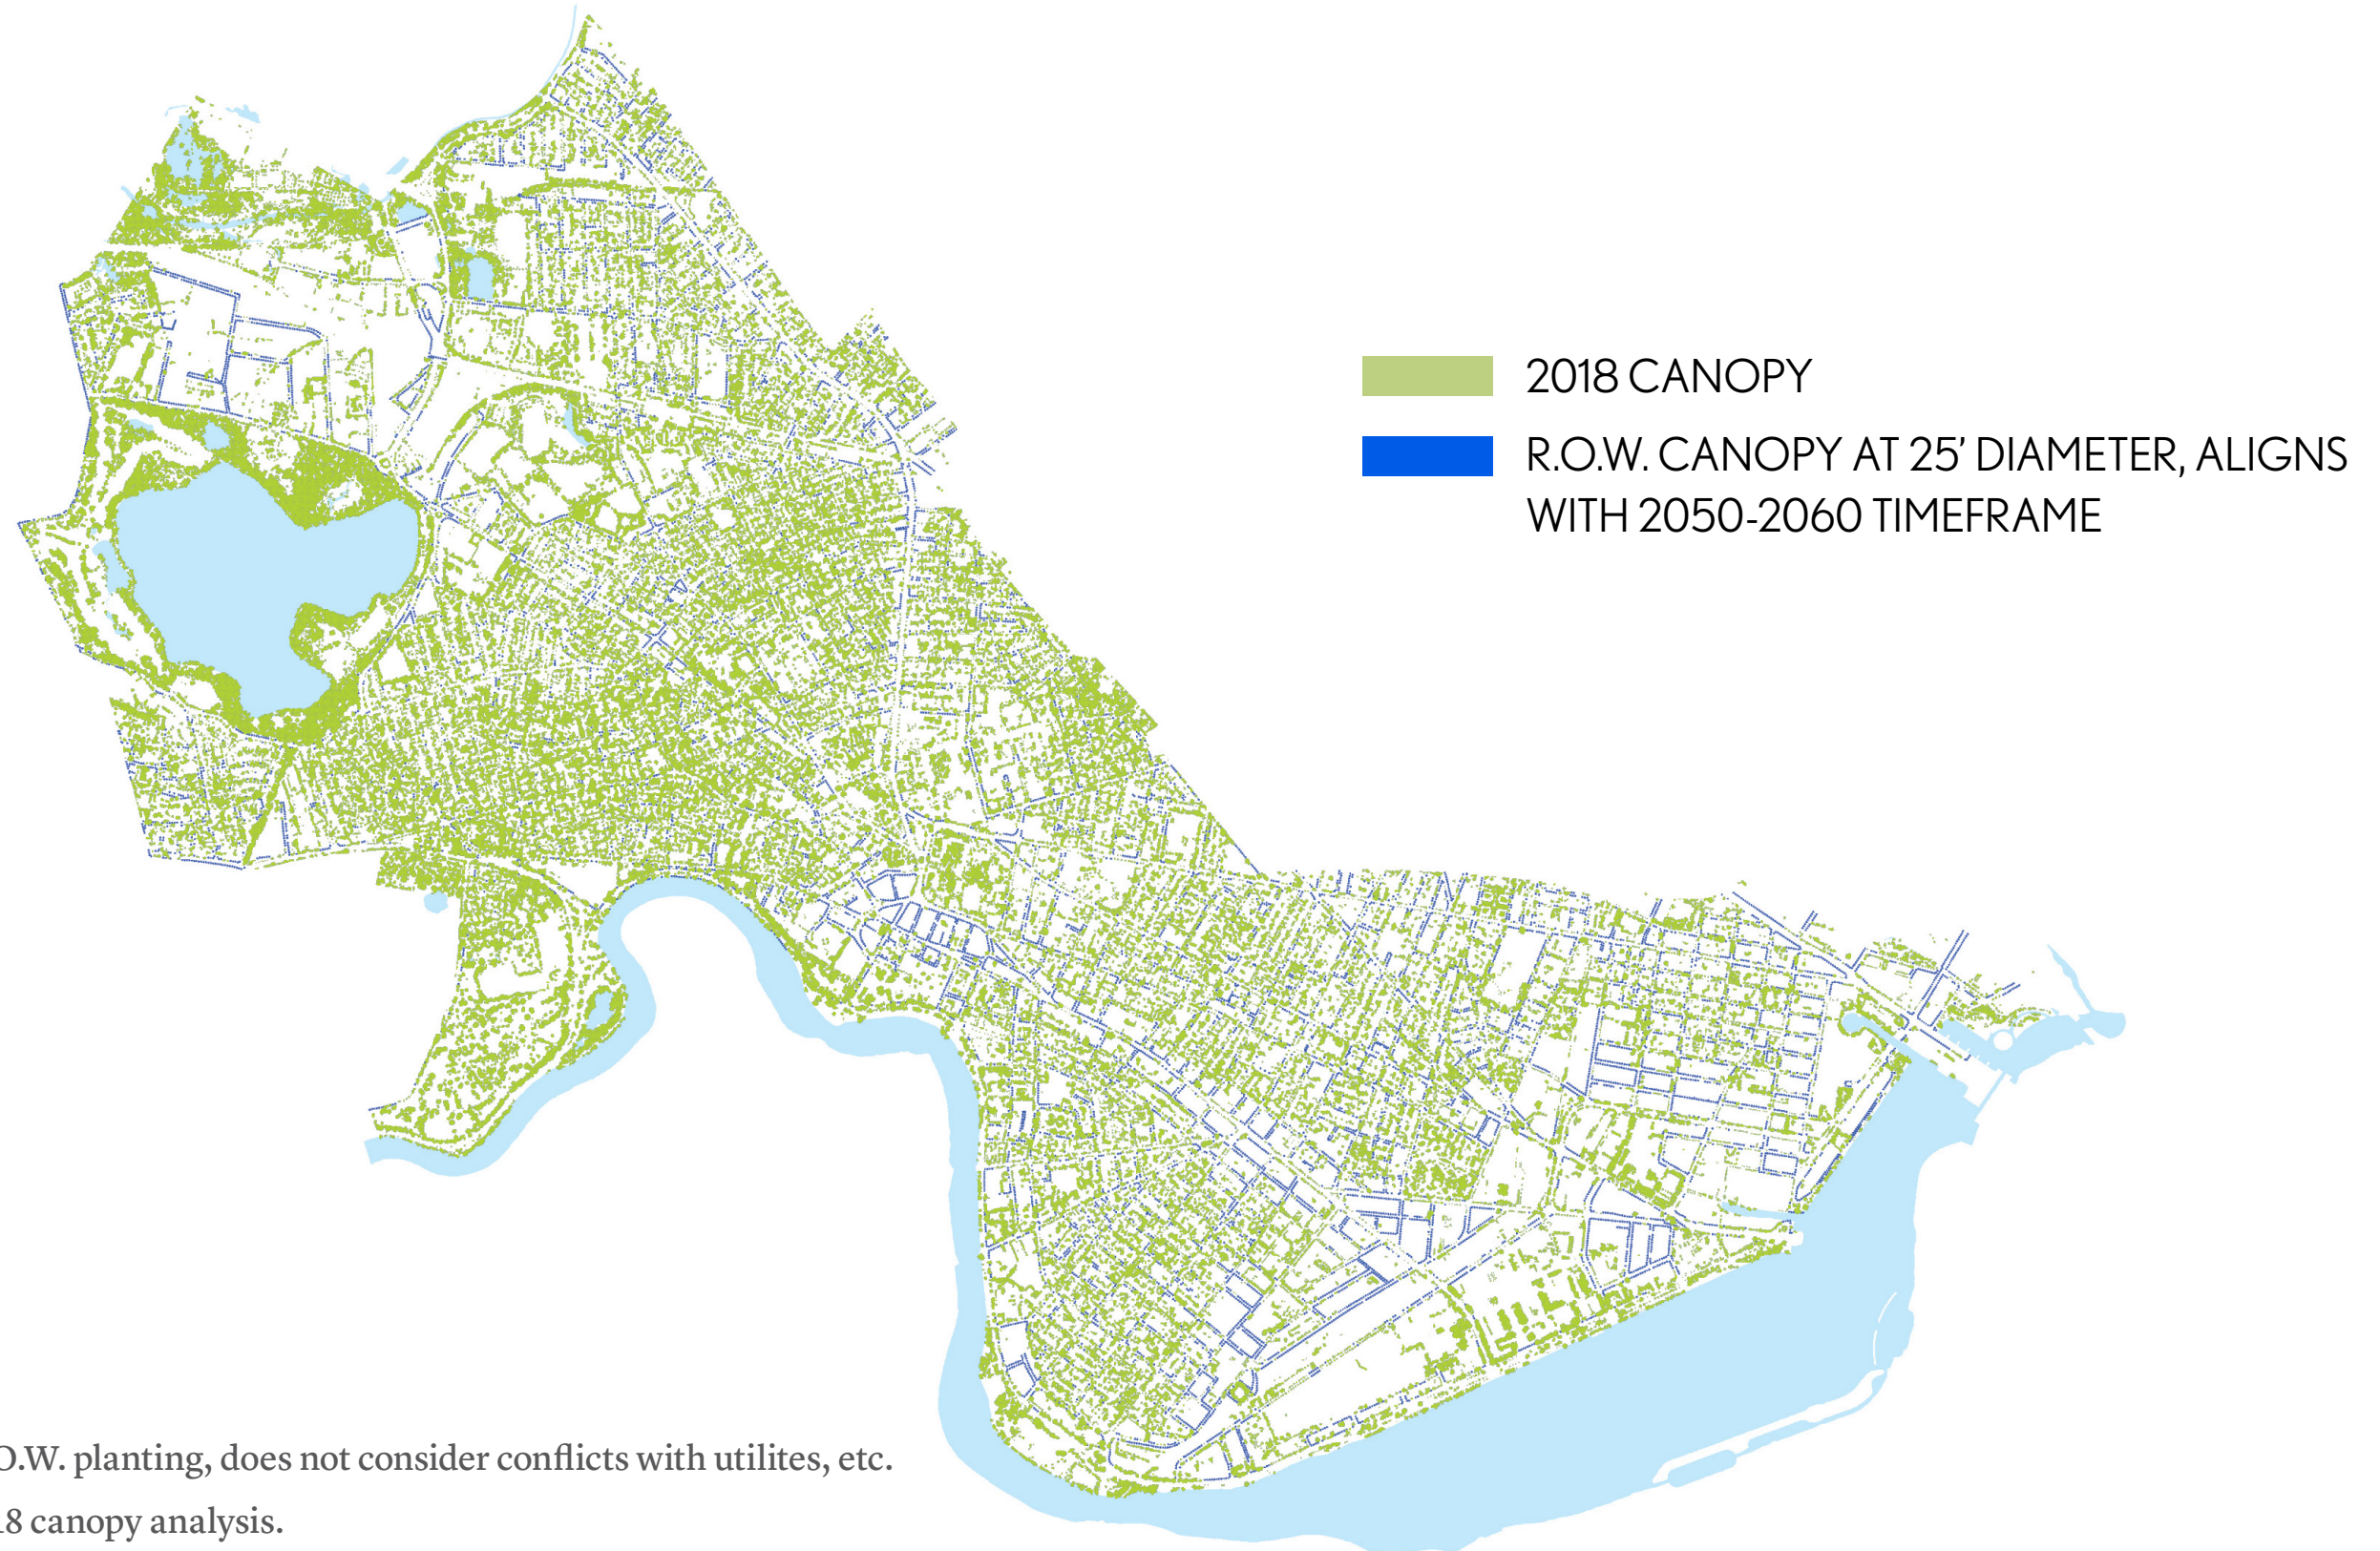 2018 CANOPY
R.O.W. CANOPY AT 25’ DIAMETER, ALIGNS
WITH 2050-2060 TIMEFRAME
O.W. planting, does not consider conflicts with utilites, etc.
18 canopy analysis.